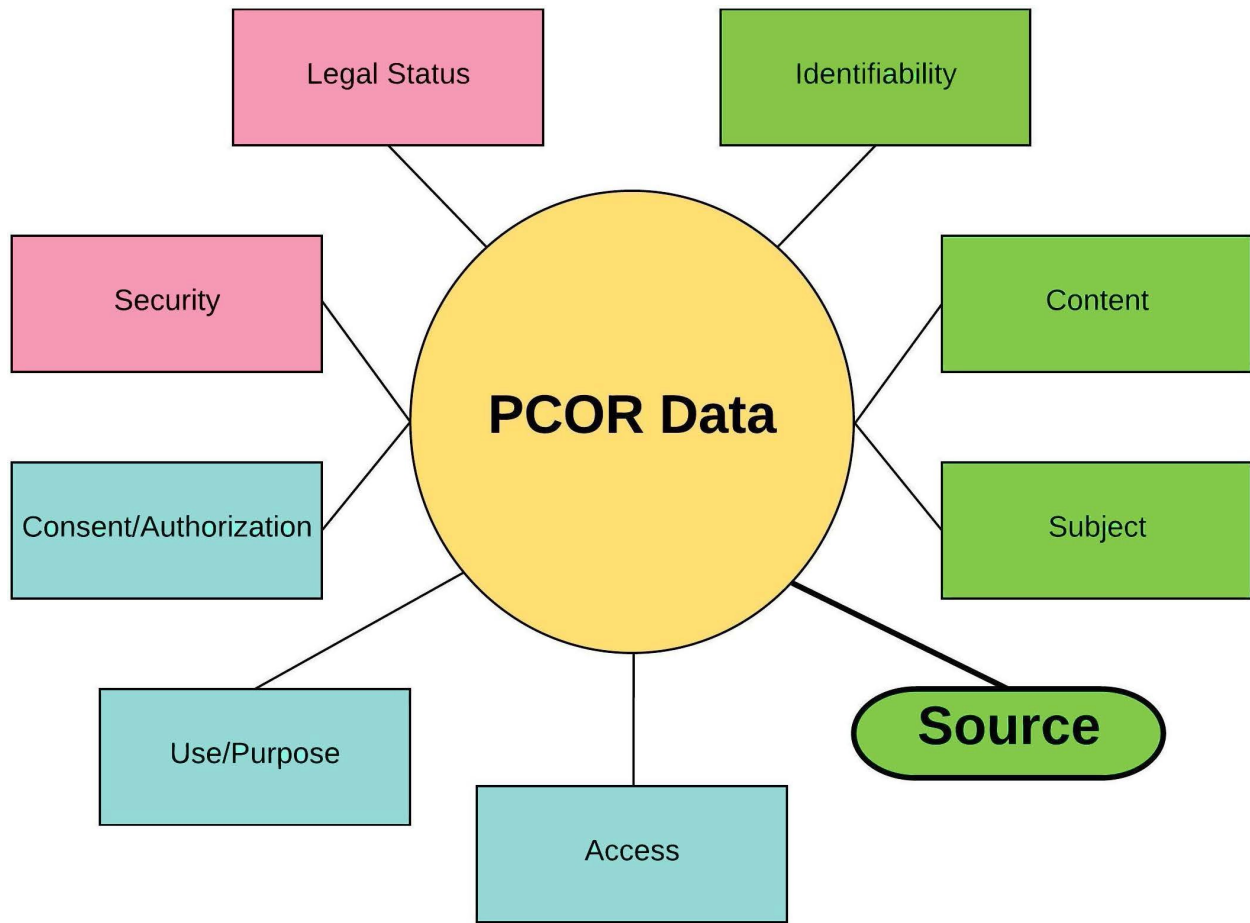 Legal Status
Identifiability
Security
Content
PCOR Data
Consent/Authorization
Subject
Use/Purpose
Source
Access